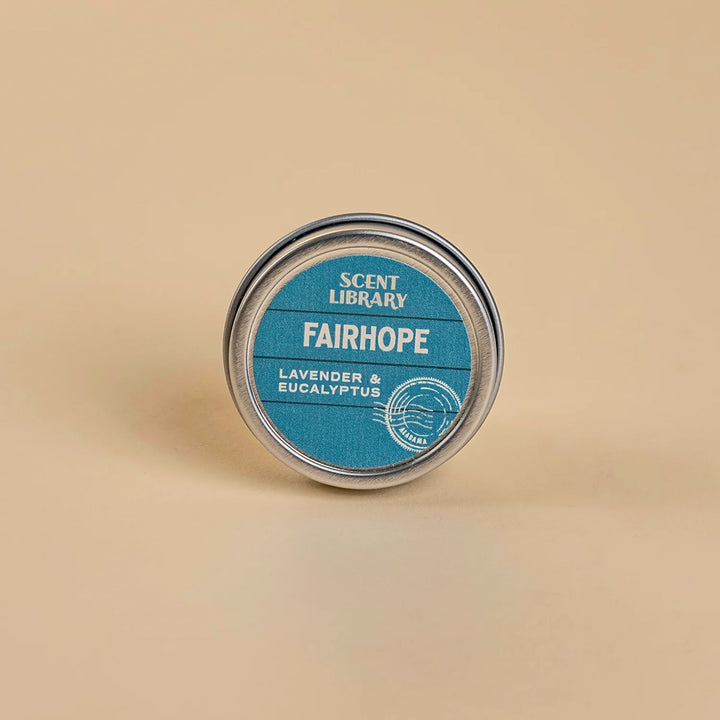 SCENT
LIBRARY
FAIRHOPE
LAVENDER &
EUCALYPTUS
ALABAMA